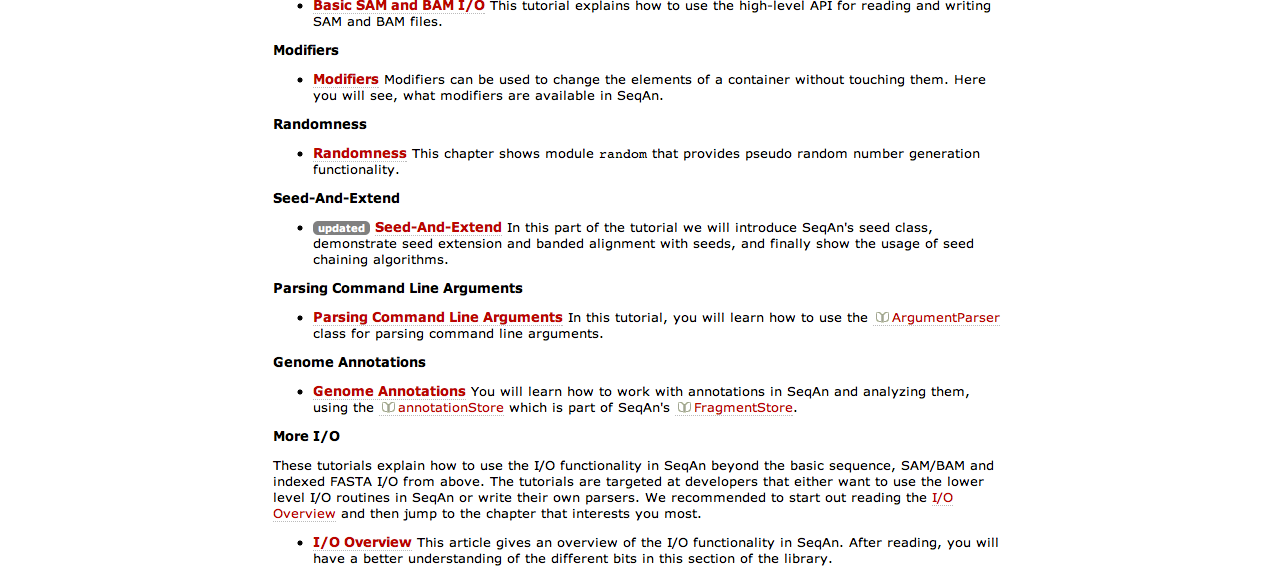 • Basic SAM and BAM I/O This tutorial explains how to use the high-level API for reading and writing
SAM and BAM files.
Modifiers
• Modifiers Modifiers can be used to change the elements of a container without touching them. Here
you will see, what modifiers are available in SeqAn.
Randomness
• Randomness This chapter shows module random that provides pseudo random number generation
functionality.
Seed-And-Extend
• updated Seed-And-Extend In this part of the tutorial we will introduce SeqAn's seed class,
demonstrate seed extension and banded alignment with seeds, and finally show the usage of seed
chaining algorithms.
Parsing Command Line Arguments
• Parsing Command Line Arguments In this tutorial, you will learn how to use the ArgumentParser
class for parsing command line arguments.
Genome Annotations
• Genome Annotations You will learn how to work with annotations in SeqAn and analyzing them,
using the annotationStore which is part of SeqAn's FragmentStore.
More I/O
These tutorials explain how to use the I/O functionality in SeqAn beyond the basic sequence, SAM/BAM and
indexed FASTA I/O from above. The tutorials are targeted at developers that either want to use the lower
level I/O routines in SeqAn or write their own parsers. We recommended to start out reading the I/O
Overview and then jump to the chapter that interests you most.
• I/O Overview This article gives an overview of the I/O functionality in SeqAn. After reading, you will
have a better understanding of the different bits in this section of the library.